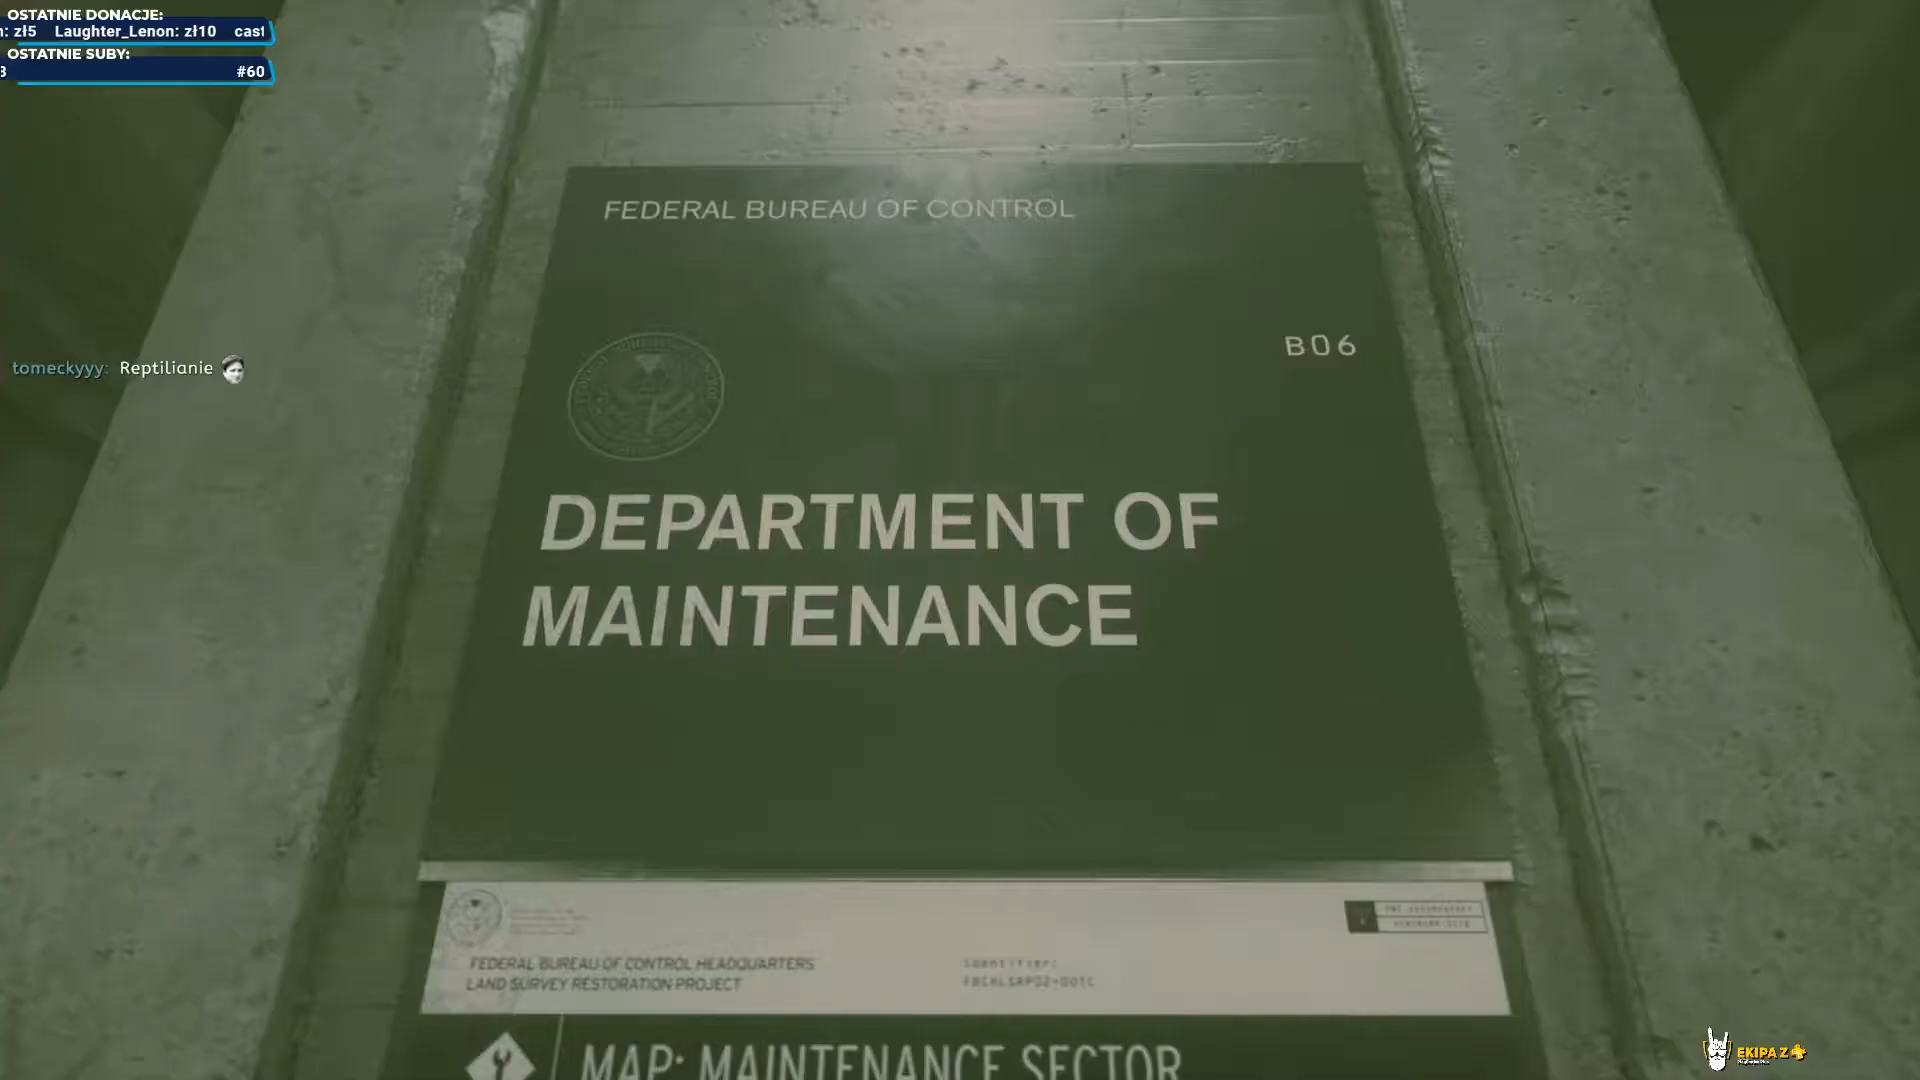 OSTATNIE DONACJE:
: zł5 Laughter_Lenon: zł10 cast
OSTATNIE SUBY:
#60
FEDERAL BUREAU OF CONTROL
B06
tomeckyyy: Reptilianie
DEPARTMENT OF
MAINTENANCE
FEDERAL BUREAU OF CONTROL HEADQUARTERS
LAND SURVEY RESTORATION PROJECT
MAP: MAINTENANCE SECTOR
EKIPA Z